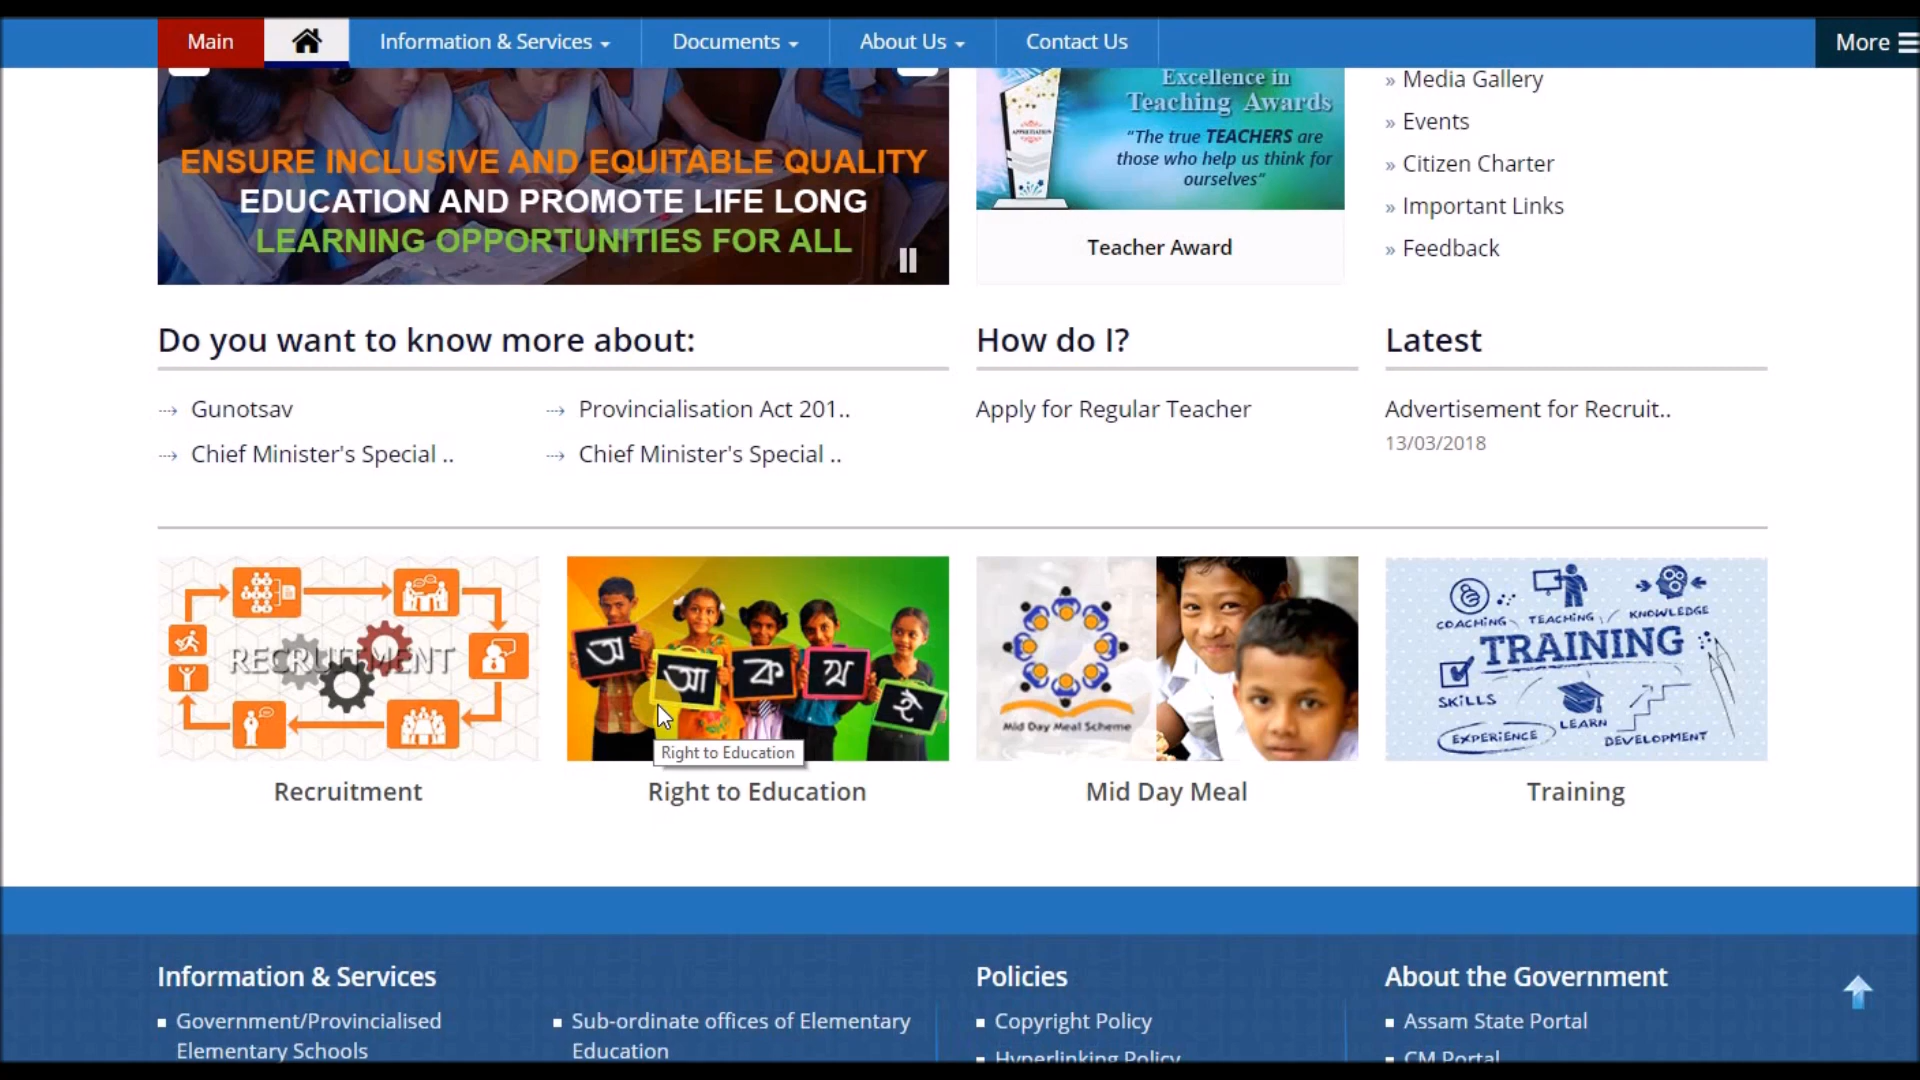 Main
Information & Services
Documents
About Us
Contact Us
More
ENSURE INCLUSIVE AND EQUITABLE QUALITY
EDUCATION AND PROMOTE LIFE LONG
LEARNING OPPORTUNITIES FOR ALL
Excellence in
Teaching Awards
"The true TEACHERS are
those who help us think for
ourselves"
APPRECIATION
Teacher Award
» Media Gallery
» Events
» Citizen Charter
» Important Links
» Feedback
Do you want to know more about:
Gunotsav
Provincialisation Act 201..
Chief Minister's Special ..
Chief Minister's Special ..
How do I?
Apply for Regular Teacher
Latest
Advertisement for Recruit..
13/03/2018
RECRUITMENT
অ
আ
ক
খ
ই
Right to Education
Mid Day Meal Scheme
COACHING
TEACHING
KNOWLEDGE
TRAINING
SKILLS
LEARN
EXPERIENCE
DEVELOPMENT
Recruitment
Right to Education
Mid Day Meal
Training
Information & Services
Government/Provincialised
Elementary Schools
Sub-ordinate offices of Elementary
Education
Policies
Copyright Policy
Hyperlinking Policy
About the Government
Assam State Portal
CM Portal